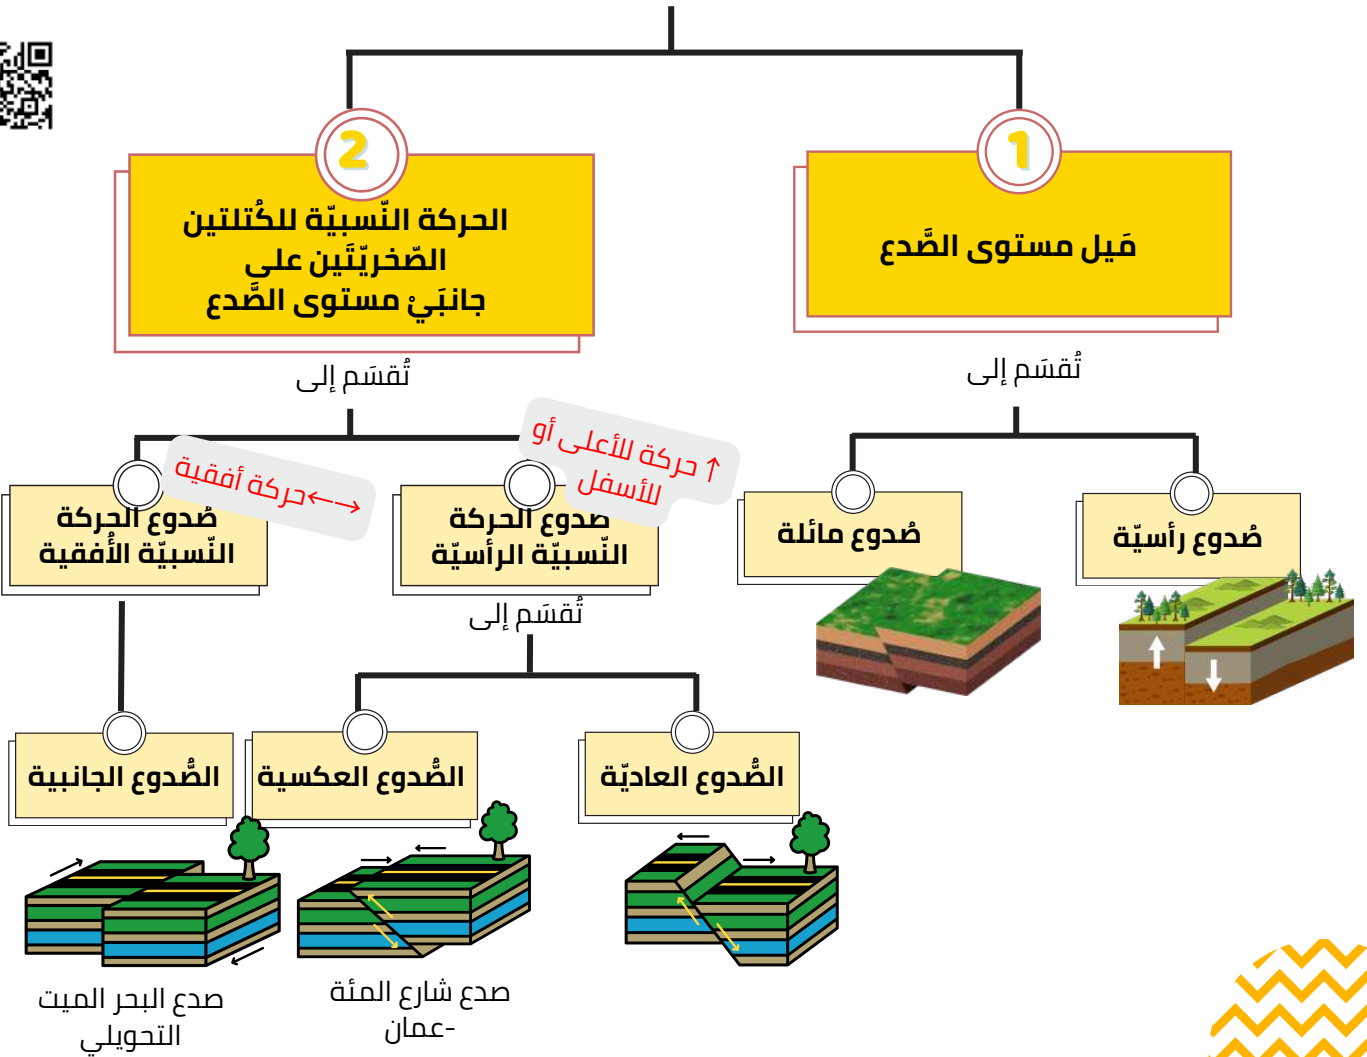 1
مَيل مستوى الصَّدع
2
الحركة النّسبيّة للكُتلتين
الصّخريّتَين على
جانبَيْ مستوى الصَّدع
تُقسَم إلى
تُقسَم إلى
صُدوع رأسيّة
صُدوع مائلة
↑ حركة للأعلى أو
للأسفل
صُدوع الحركة
النّسبيّة الرأسيّة
←→حركة أفقية
صُدوع الحركة
النّسبيّة الأُفقية
تُقسَم إلى
الصُّدوع العاديّة
الصُّدوع العكسية
الصُّدوع الجانبية
صدع شارع المئة
-عمان
صدع البحر الميت
التحويلي